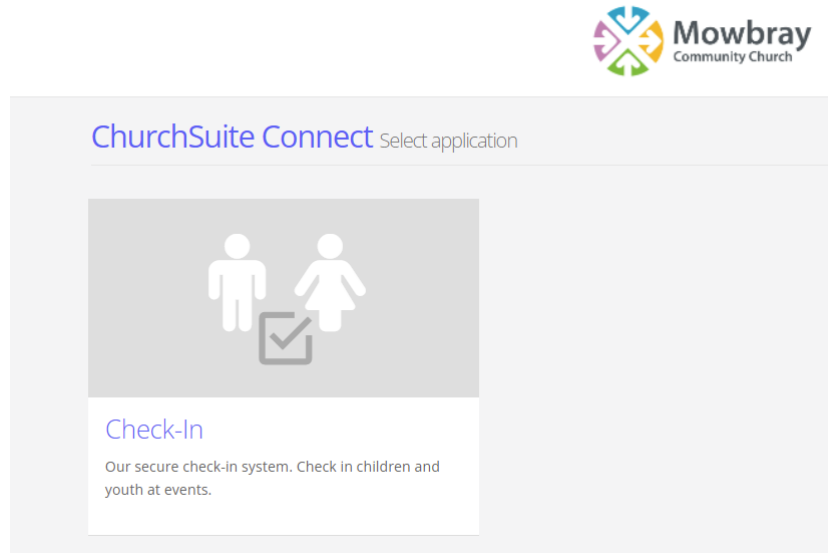 Mowbray
Community Church
ChurchSuite Connect Select application
Check-In
Our secure check-in system. Check in children and
youth at events.